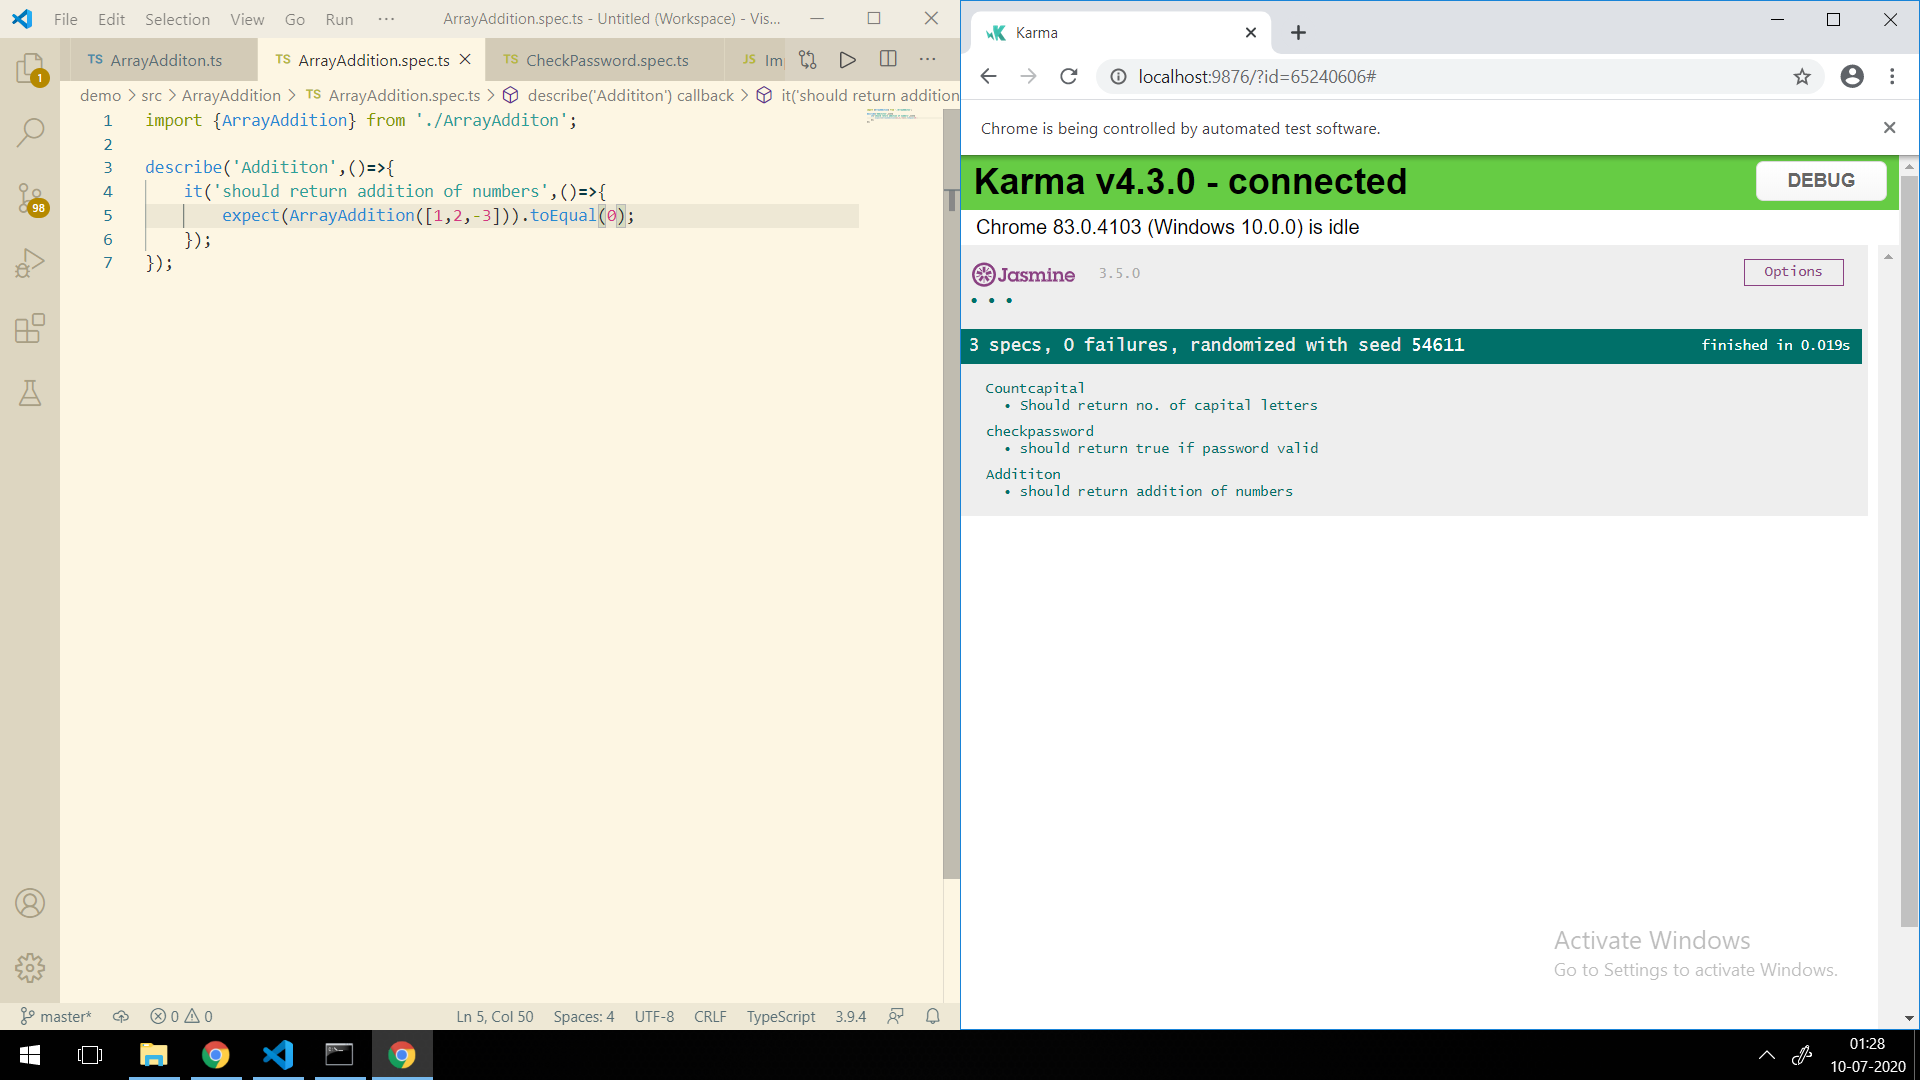 File Edit Selection View Go Run ··· ArrayAddition.spec.ts - Untitled (Workspace) - Vis...
1
98
TS ArrayAdditon.ts TS ArrayAddition.spec.ts TS CheckPassword.spec.ts JS Im
demo > src > ArrayAddition > TS ArrayAddition.spec.ts > describe('Addititon') callback > it('should return addition
1 import {ArrayAddition} from './ArrayAdditon';
2
3 describe('Addititon',()=>{
4 it('should return addition of numbers',()=>{
5 expect(ArrayAddition([1,2,-3])).toEqual(0);
6 });
7 });
master* 0 0 Ln 5, Col 50 Spaces: 4 UTF-8 CRLF TypeScript 3.9.4
Karma
localhost:9876/?id=65240606#
Chrome is being controlled by automated test software.
Karma v4.3.0 - connected DEBUG
Chrome 83.0.4103 (Windows 10.0.0) is idle
Jasmine 3.5.0 Options
• • •
3 specs, 0 failures, randomized with seed 54611 finished in 0.019s
Countcapital
• Should return no. of capital letters
checkpassword
• should return true if password valid
Addititon
• should return addition of numbers
Activate Windows
Go to Settings to activate Windows.
01:28
10-07-2020